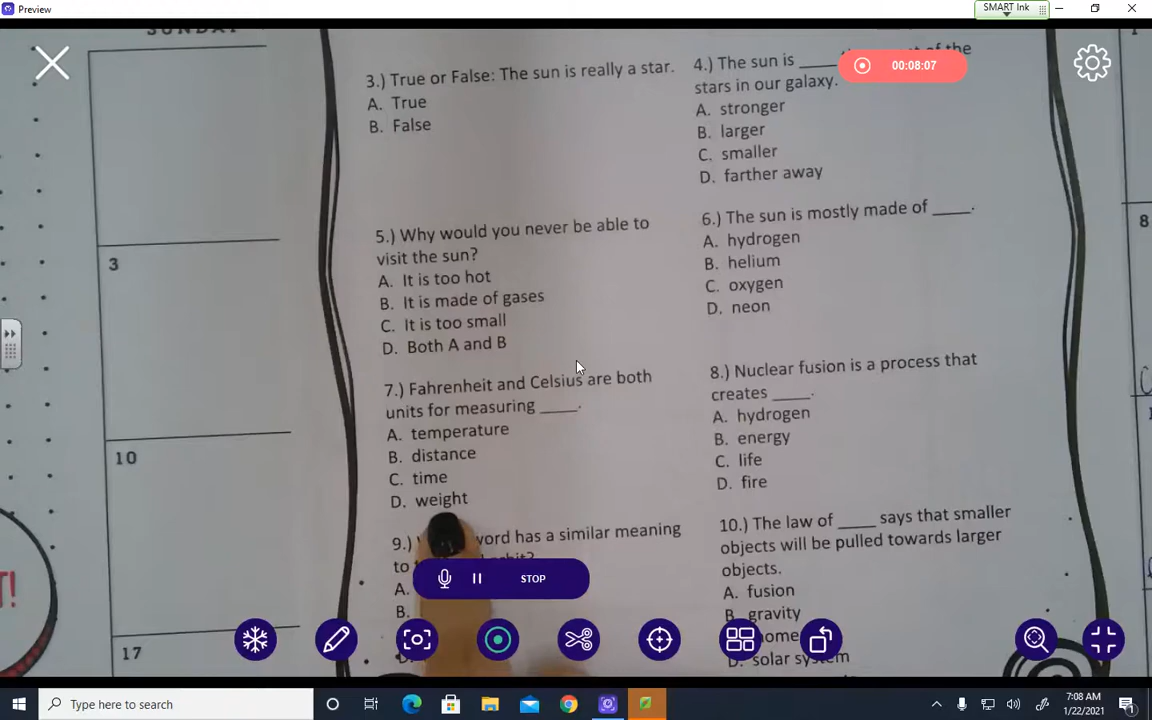 Preview
SMART Ink
SUNDAY
3.) True or False: The sun is really a star.
A. True
B. False
4.) The sun is ____ of the
stars in our galaxy.
A. stronger
B. larger
C. smaller
D. farther away
00:08:07
5.) Why would you never be able to
visit the sun?
A. It is too hot
B. It is made of gases
C. It is too small
D. Both A and B
6.) The sun is mostly made of ____.
A. hydrogen
B. helium
C. oxygen
D. neon
7.) Fahrenheit and Celsius are both
units for measuring ____.
A. temperature
B. distance
C. time
D. weight
8.) Nuclear fusion is a process that
creates ____.
A. hydrogen
B. energy
C. life
D. fire
9.) word has a similar meaning
to
A.
B.
10.) The law of ____ says that smaller
objects will be pulled towards larger
objects.
A. fusion
B. gravity
D. solar system
3
10
17
8
STOP
Type here to search
7:08 AM
1/22/2021